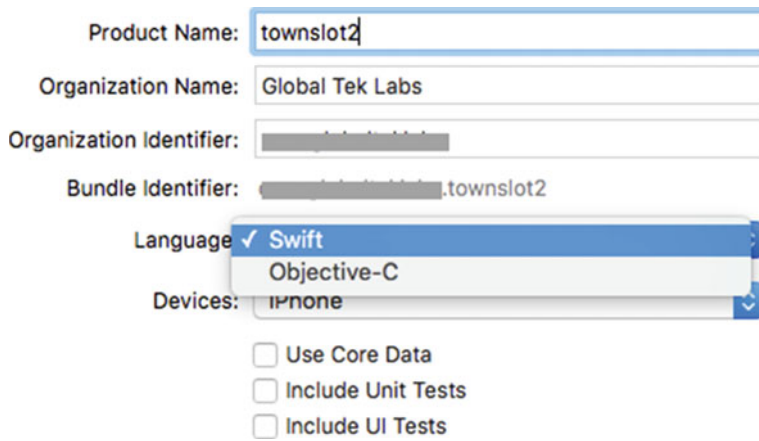 Product Name: townslot2
Organization Name: Global Tek Labs
Organization Identifier:
Bundle Identifier: .townslot2
Language ✓ Swift
Objective-C
Devices: iPhone
Use Core Data
Include Unit Tests
Include UI Tests